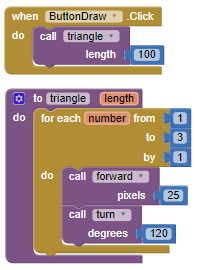 when ButtonDraw .Click
do call triangle
length 100
to triangle length
do for each number from 1
to 3
by 1
do call forward
pixels 25
call turn
degrees 120